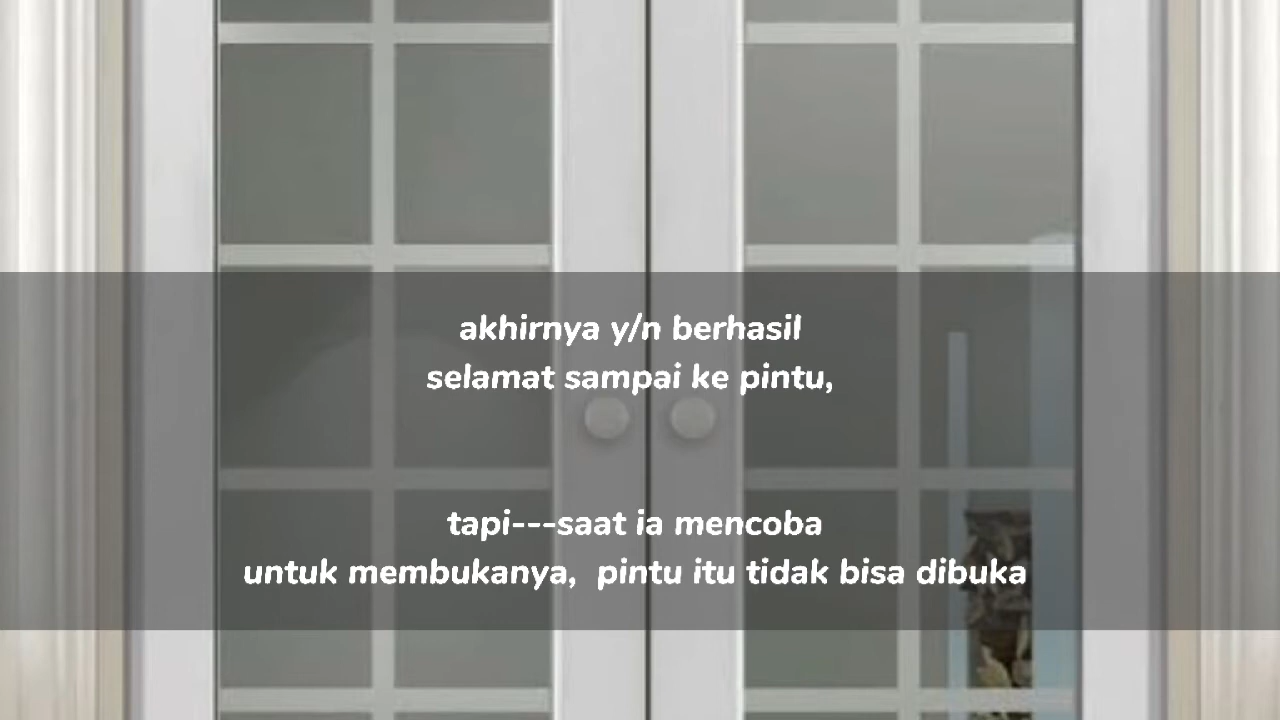 akhirnya y/n berhasil
selamat sampai ke pintu,
tapi---saat ia mencoba
untuk membukanya, pintu itu tidak bisa dibuka